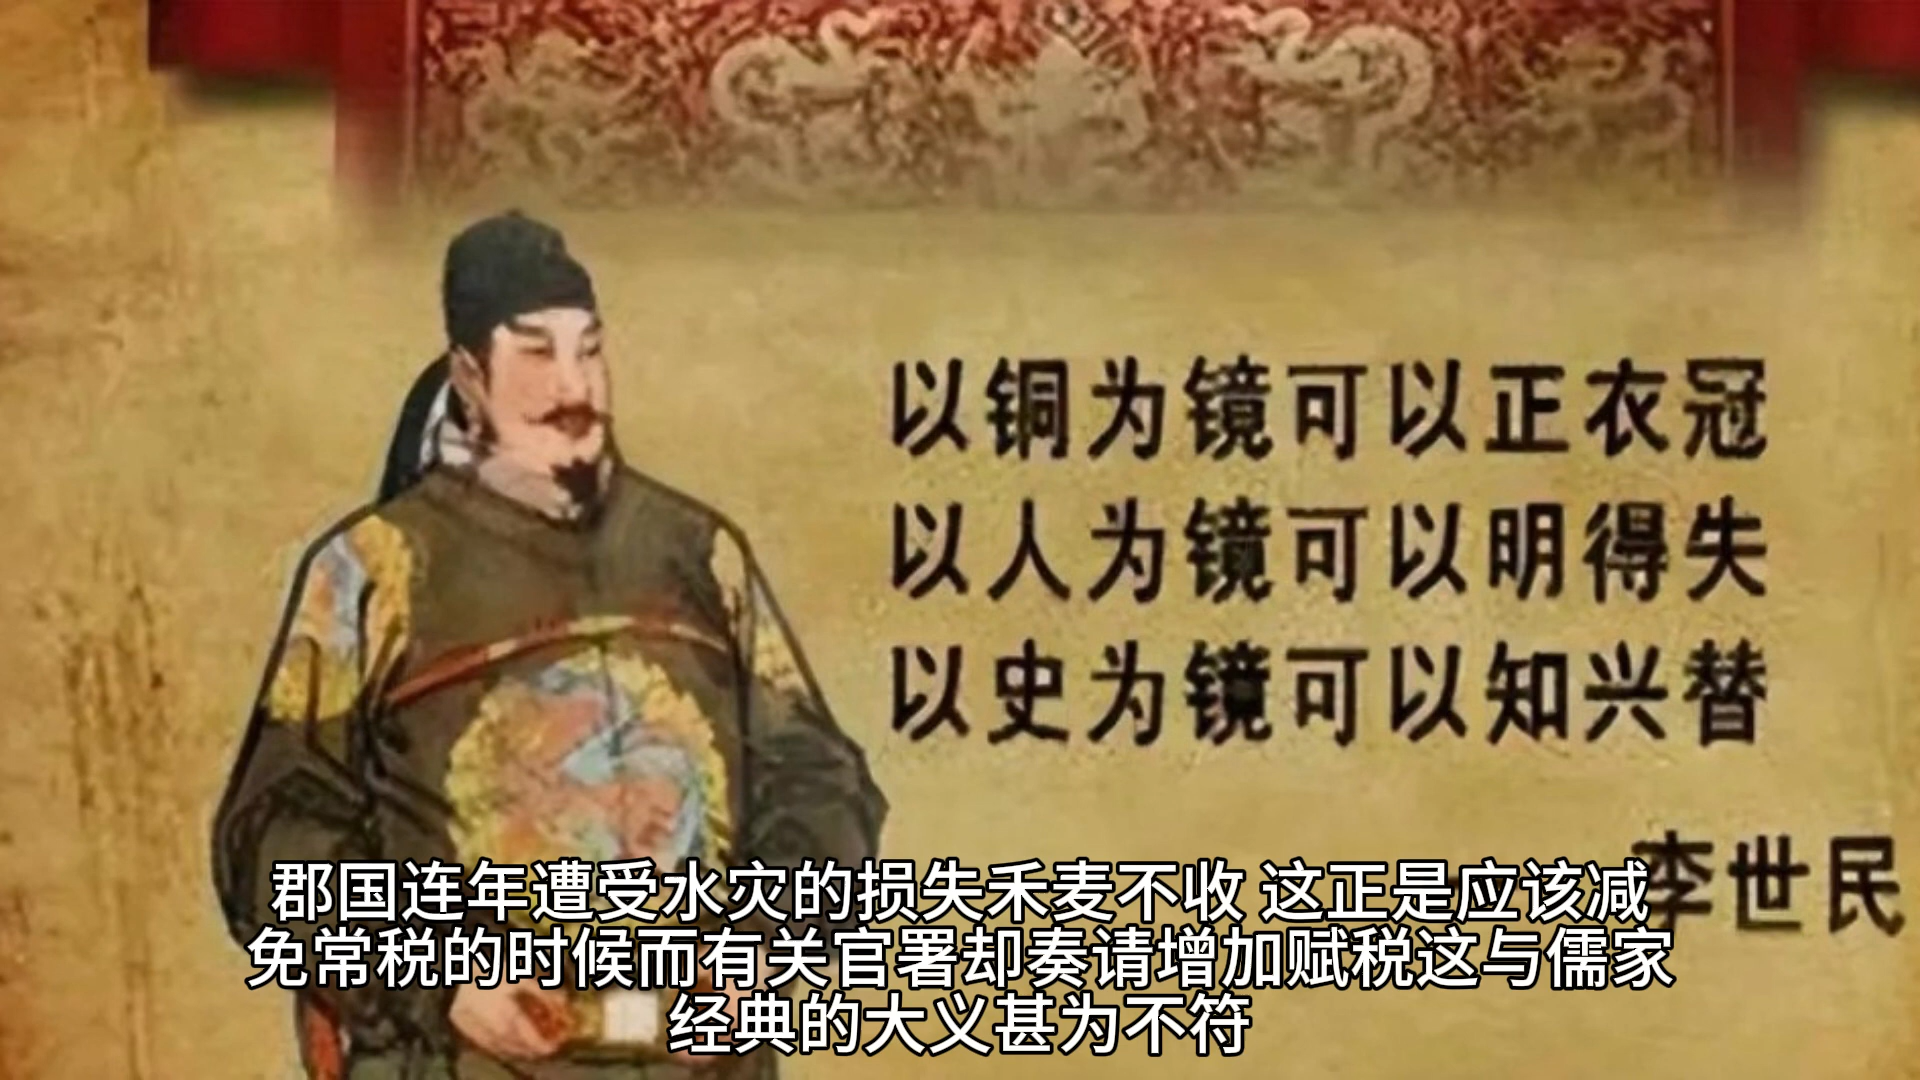 以铜为镜可以正衣冠
以人为镜可以明得失
以史为镜可以知兴替
李世民
郡国连年遭受水灾的损失禾麦不收 这正是应该减
免常税的时候而有关官署却奏请增加赋税这与儒家
经典的大义甚为不符